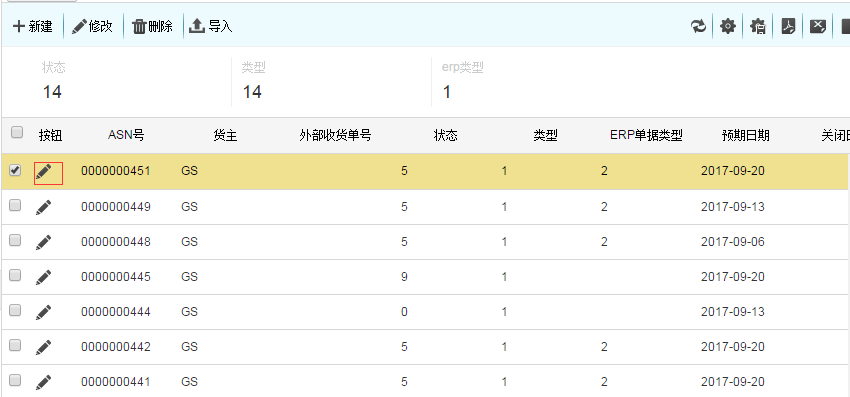 新建 修改 删除 导入
状态 类型 erp类型
14 14 1
按钮 ASN号 货主 外部收货单号 状态 类型 ERP单据类型 预期日期 关闭
0000000451 GS 5 1 2 2017-09-20
0000000449 GS 5 1 2 2017-09-13
0000000448 GS 5 1 2 2017-09-06
0000000445 GS 9 1 2017-09-20
0000000444 GS 0 1 2017-09-13
0000000442 GS 5 1 2 2017-09-20
0000000441 GS 5 1 2 2017-09-20